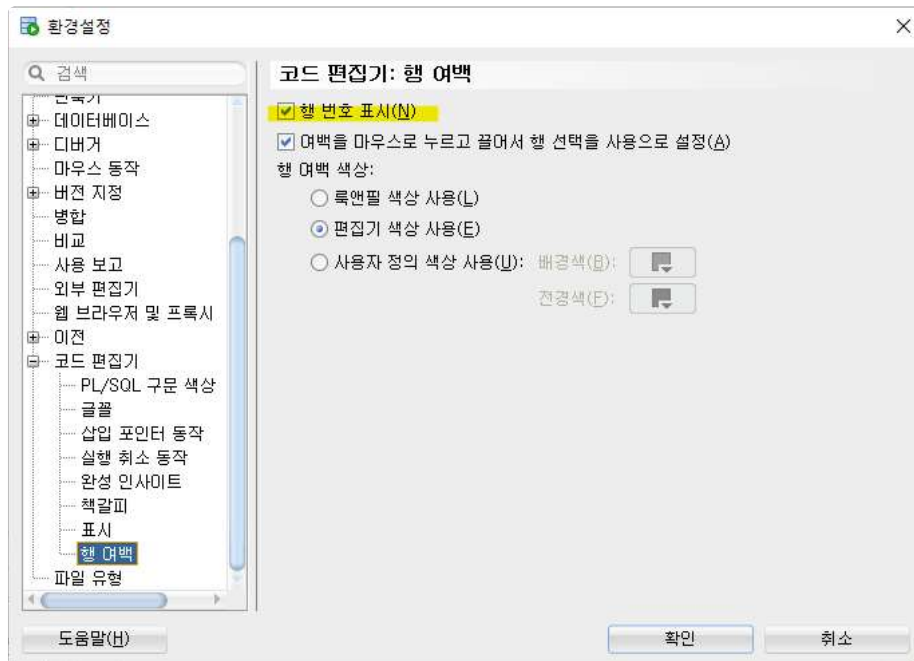 환경설정
검색
코드 편집기: 행 여백
데이터베이스
디버거
마우스 동작
버전 지정
병합
비교
사용 보고
외부 편집기
웹 브라우저 및 프록시
이전
코드 편집기
PL/SQL 구문 색상
글꼴
삽입 포인터 동작
실행 취소 동작
완성 인사이트
책갈피
표시
행 여백
파일 유형
행 번호 표시(N)
여백을 마우스로 누르고 끌어서 행 선택을 사용으로 설정(A)
행 여백 색상:
룩앤필 색상 사용(L)
편집기 색상 사용(E)
사용자 정의 색상 사용(U): 배경색(B):
전경색(F):
도움말(H)
확인
취소